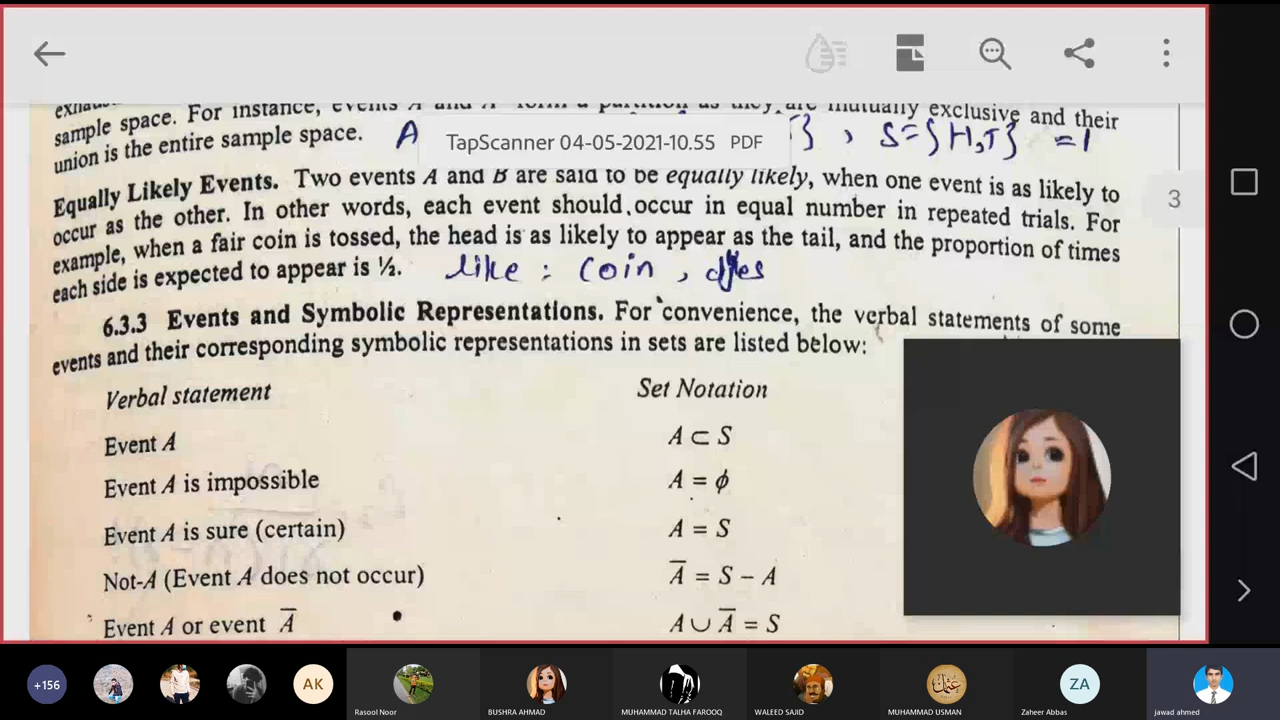 mutually exclusive and their
sample space. For instance, events A and
union is the entire sample space. A } , S={H,T} =1
TapScanner 04-05-2021-10.55 PDF
3
Equally Likely Events. Two events A and B are said to be equally likely, when one event is as likely to
occur as the other. In other words, each event should occur in equal number in repeated trials. For
example, when a fair coin is tossed, the head is as likely to appear as the tail, and the proportion of times
each side is expected to appear is ½. like : coin ,
6.3.3 Events and Symbolic Representations. For convenience, the verbal statements of some
events and their corresponding symbolic representations in sets are listed below:
Verbal statement Set Notation
Event A A ⊂ S
Event A is impossible A = ϕ
Event A is sure (certain) A = S
Not-A (Event A does not occur) A̅ = S − A
Event A or event A̅ A ∪ A̅ = S
+156 AK ZA
Rasool Noor BUSHRA AHMAD MUHAMMAD TALHA FAROOQ WALEED SAJID MUHAMMAD USMAN Zaheer Abbas jawad ahmed